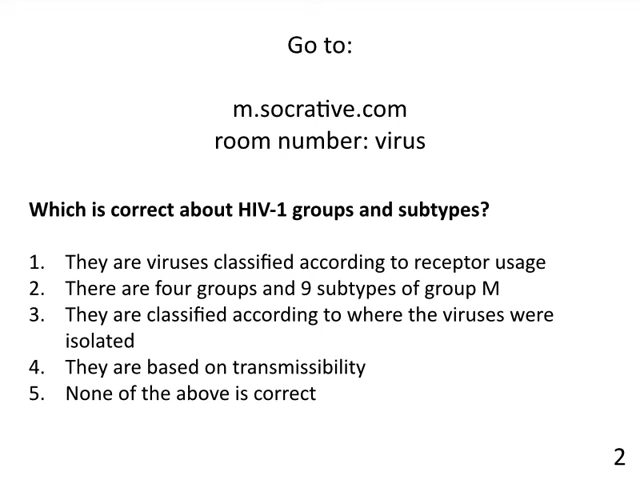 Go to:
m.socrative.com
room number: virus
Which is correct about HIV-1 groups and subtypes?
1. They are viruses classified according to receptor usage
2. There are four groups and 9 subtypes of group M
3. They are classified according to where the viruses were
isolated
4. They are based on transmissibility
5. None of the above is correct
2